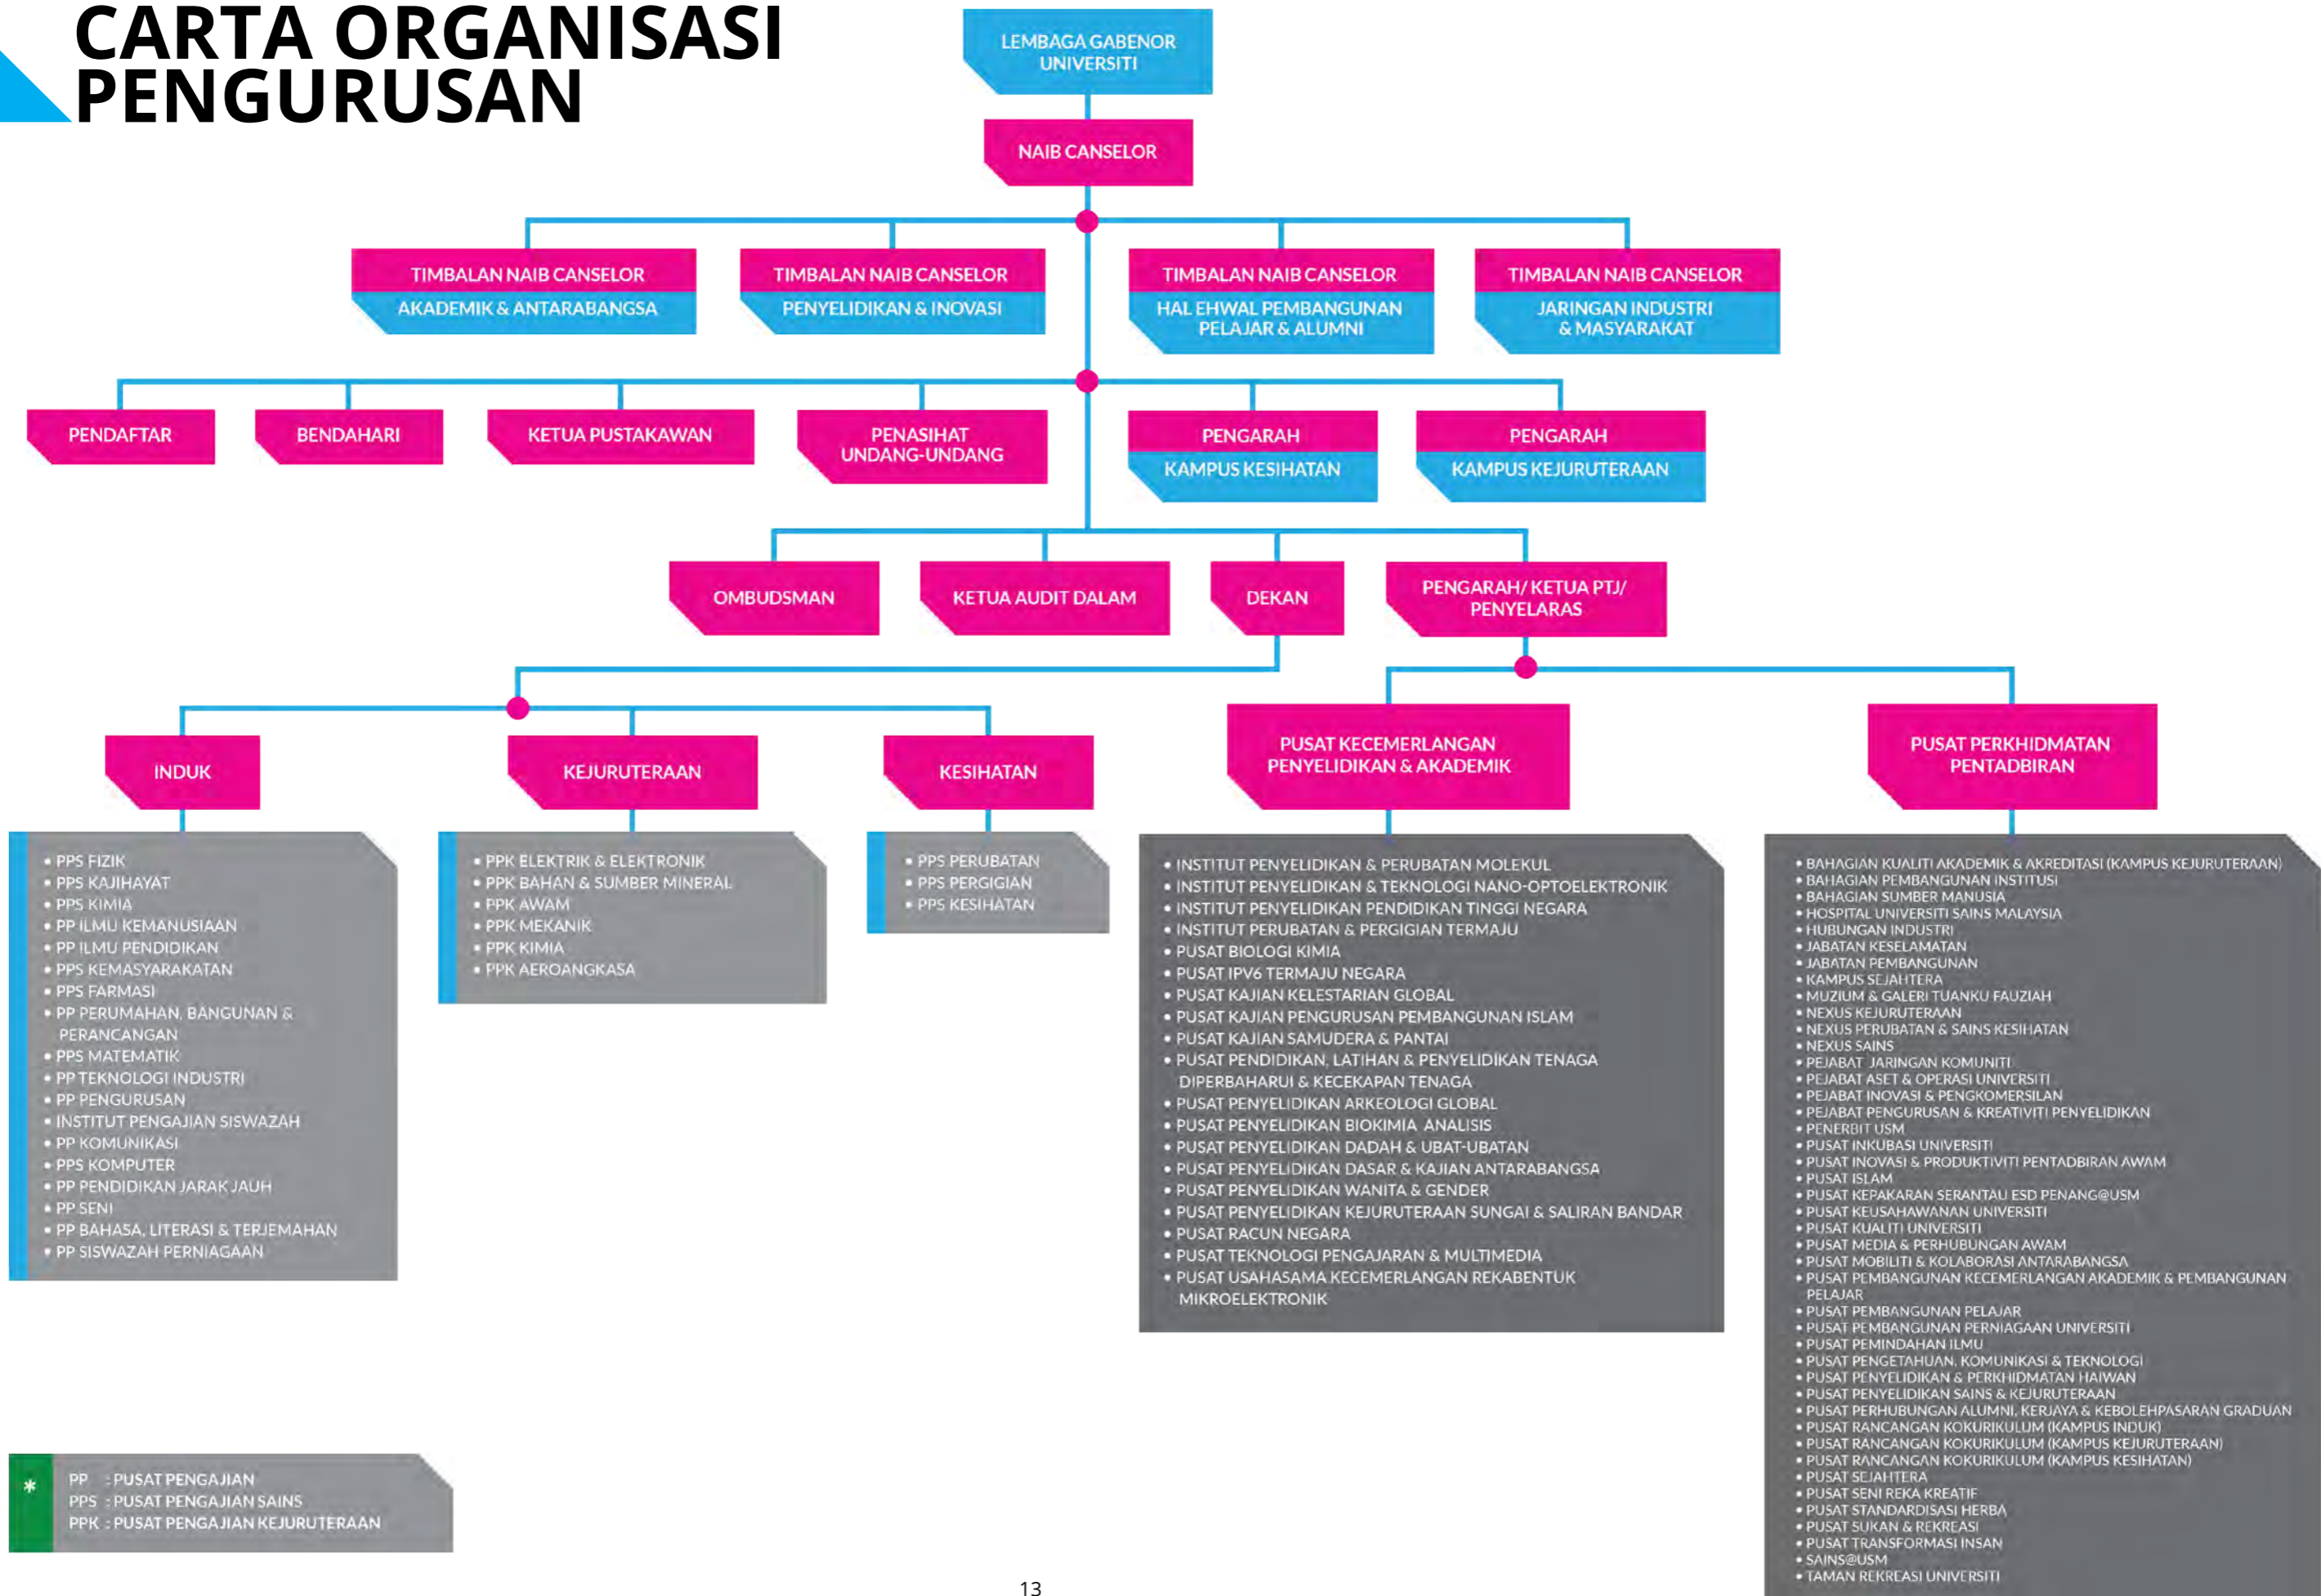 CARTA ORGANISASI
PENGURUSAN
LEMBAGA GABENOR
UNIVERSITI
NAIB CANSELOR
TIMBALAN NAIB CANSELOR
AKADEMIK & ANTARABANGSA
TIMBALAN NAIB CANSELOR
PENYELIDIKAN & INOVASI
TIMBALAN NAIB CANSELOR
HAL EHWAL PEMBANGUNAN
PELAJAR & ALUMNI
TIMBALAN NAIB CANSELOR
JARINGAN INDUSTRI
& MASYARAKAT
PENDAFTAR
BENDAHARI
KETUA PUSTAKAWAN
PENASIHAT
UNDANG-UNDANG
PENGARAH
KAMPUS KESIHATAN
PENGARAH
KAMPUS KEJURUTERAAN
OMBUDSMAN
KETUA AUDIT DALAM
DEKAN
PENGARAH/ KETUA PTJ/
PENYELARAS
INDUK
• PPS FIZIK
• PPS KAJIHAYAT
• PPS KIMIA
• PP ILMU KEMANUSIAAN
• PP ILMU PENDIDIKAN
• PPS KEMASYARAKATAN
• PPS FARMASI
• PP PERUMAHAN, BANGUNAN &
PERANCANGAN
• PPS MATEMATIK
• PP TEKNOLOGI INDUSTRI
• PP PENGURUSAN
• INSTITUT PENGAJIAN SISWAZAH
• PP KOMUNIKASI
• PPS KOMPUTER
• PP PENDIDIKAN JARAK JAUH
• PP SENI
• PP BAHASA, LITERASI & TERJEMAHAN
• PP SISWAZAH PERNIAGAAN
KEJURUTERAAN
• PPK ELEKTRIK & ELEKTRONIK
• PPK BAHAN & SUMBER MINERAL
• PPK AWAM
• PPK MEKANIK
• PPK KIMIA
• PPK AEROANGKASA
KESIHATAN
• PPS PERUBATAN
• PPS PERGIGIAN
• PPS KESIHATAN
PUSAT KECEMERLANGAN
PENYELIDIKAN & AKADEMIK
• INSTITUT PENYELIDIKAN & PERUBATAN MOLEKUL
• INSTITUT PENYELIDIKAN & TEKNOLOGI NANO-OPTOELEKTRONIK
• INSTITUT PENYELIDIKAN PENDIDIKAN TINGGI NEGARA
• INSTITUT PERUBATAN & PERGIGIAN TERMAJU
• PUSAT BIOLOGI KIMIA
• PUSAT IPV6 TERMAJU NEGARA
• PUSAT KAJIAN KELESTARIAN GLOBAL
• PUSAT KAJIAN PENGURUSAN PEMBANGUNAN ISLAM
• PUSAT KAJIAN SAMUDERA & PANTAI
• PUSAT PENDIDIKAN, LATIHAN & PENYELIDIKAN TENAGA
DIPERBAHARUI & KECEKAPAN TENAGA
• PUSAT PENYELIDIKAN ARKEOLOGI GLOBAL
• PUSAT PENYELIDIKAN BIOKIMIA ANALISIS
• PUSAT PENYELIDIKAN DADAH & UBAT-UBATAN
• PUSAT PENYELIDIKAN DASAR & KAJIAN ANTARABANGSA
• PUSAT PENYELIDIKAN WANITA & GENDER
• PUSAT PENYELIDIKAN KEJURUTERAAN SUNGAI & SALIRAN BANDAR
• PUSAT RACUN NEGARA
• PUSAT TEKNOLOGI PENGAJARAN & MULTIMEDIA
• PUSAT USAHASAMA KECEMERLANGAN REKABENTUK
MIKROELEKTRONIK
PUSAT PERKHIDMATAN
PENTADBIRAN
• BAHAGIAN KUALITI AKADEMIK & AKREDITASI (KAMPUS KEJURUTERAAN)
• BAHAGIAN PEMBANGUNAN INSTITUSI
• BAHAGIAN SUMBER MANUSIA
• HOSPITAL UNIVERSITI SAINS MALAYSIA
• HUBUNGAN INDUSTRI
• JABATAN KESELAMATAN
• JABATAN PEMBANGUNAN
• KAMPUS SEJAHTERA
• MUZIUM & GALERI TUANKU FAUZIAH
• NEXUS KEJURUTERAAN
• NEXUS PERUBATAN & SAINS KESIHATAN
• NEXUS SAINS
• PEJABAT JARINGAN KOMUNITI
• PEJABAT ASET & OPERASI UNIVERSITI
• PEJABAT INOVASI & PENGKOMERSILAN
• PEJABAT PENGURUSAN & KREATIVITI PENYELIDIKAN
• PENERBIT USM
• PUSAT INKUBASI UNIVERSITI
• PUSAT INOVASI & PRODUKTIVITI PENTADBIRAN AWAM
• PUSAT ISLAM
• PUSAT KEPAKARAN SERANTAU ESD PENANG@USM
• PUSAT KEUSAHAWANAN UNIVERSITI
• PUSAT KUALITI UNIVERSITI
• PUSAT MEDIA & PERHUBUNGAN AWAM
• PUSAT MOBILITI & KOLABORASI ANTARABANGSA
• PUSAT PEMBANGUNAN KECEMERLANGAN AKADEMIK & PEMBANGUNAN
PELAJAR
• PUSAT PEMBANGUNAN PELAJAR
• PUSAT PEMBANGUNAN PERNIAGAAN UNIVERSITI
• PUSAT PEMINDAHAN ILMU
• PUSAT PENGETAHUAN, KOMUNIKASI & TEKNOLOGI
• PUSAT PENYELIDIKAN & PERKHIDMATAN HAIWAN
• PUSAT PENYELIDIKAN SAINS & KEJURUTERAAN
• PUSAT PERHUBUNGAN ALUMNI, KERJAYA & KEBOLEHPASARAN GRADUAN
• PUSAT RANCANGAN KOKURIKULUM (KAMPUS INDUK)
• PUSAT RANCANGAN KOKURIKULUM (KAMPUS KEJURUTERAAN)
• PUSAT RANCANGAN KOKURIKULUM (KAMPUS KESIHATAN)
• PUSAT SEJAHTERA
• PUSAT SENI REKA KREATIF
• PUSAT STANDARDISASI HERBA
• PUSAT SUKAN & REKREASI
• PUSAT TRANSFORMASI INSAN
• SAINS@USM
• TAMAN REKREASI UNIVERSITI
*
PP : PUSAT PENGAJIAN
PPS : PUSAT PENGAJIAN SAINS
PPK : PUSAT PENGAJIAN KEJURUTERAAN
13